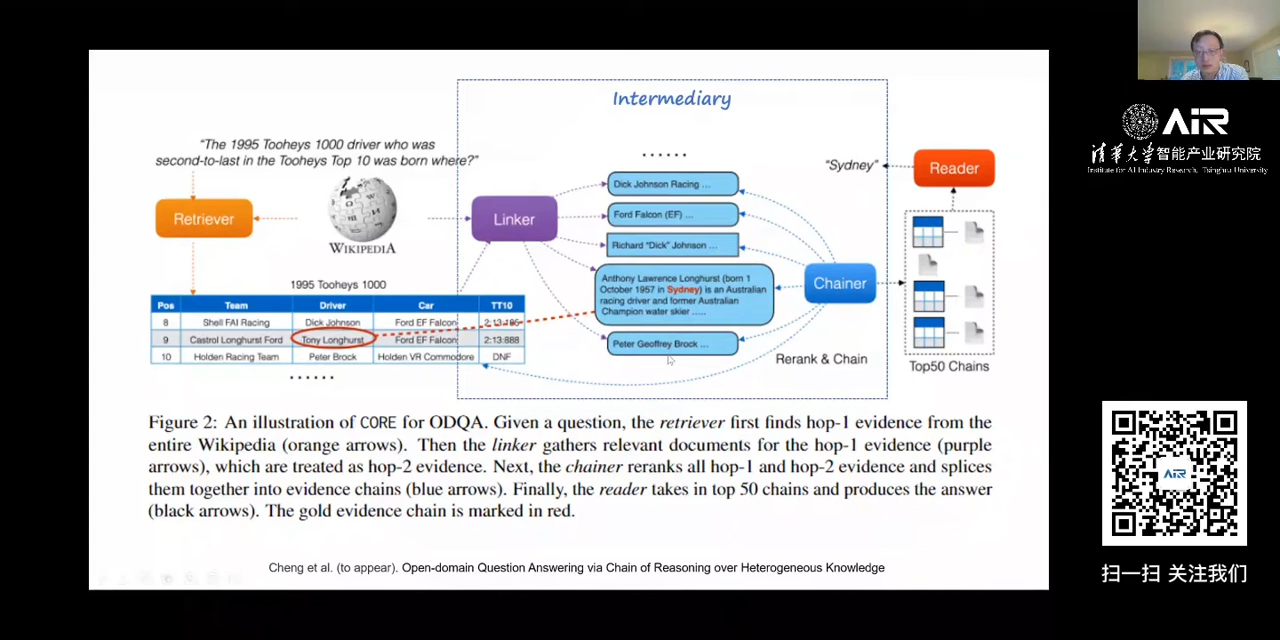 Intermediary
“The 1995 Tooheys 1000 driver who was
second-to-last in the Tooheys Top 10 was born where?”
Retriever
WIKIPEDIA
Linker
......
Dick Johnson Racing ...
Ford Falcon (EF) ...
Richard “Dick” Johnson ...
Anthony Lawrence Longhurst (born 1
October 1957 in Sydney) is an Australian
racing driver and former Australian
Champion water skier .....
Peter Geoffrey Brock ...
Chainer
Rerank & Chain
“Sydney”
Reader
Top50 Chains
1995 Tooheys 1000
Pos Team Driver Car TT10
8 Shell FAI Racing Dick Johnson Ford EF Falcon
9 Castrol Longhurst Ford Tony Longhurst Ford EF Falcon 2:13:888
10 Holden Racing Team Peter Brock Holden VR Commodore DNF
......
Figure 2: An illustration of CORE for ODQA. Given a question, the retriever first finds hop-1 evidence from the
entire Wikipedia (orange arrows). Then the linker gathers relevant documents for the hop-1 evidence (purple
arrows), which are treated as hop-2 evidence. Next, the chainer reranks all hop-1 and hop-2 evidence and splices
them together into evidence chains (blue arrows). Finally, the reader takes in top 50 chains and produces the answer
(black arrows). The gold evidence chain is marked in red.
Cheng et al. (to appear). Open-domain Question Answering via Chain of Reasoning over Heterogeneous Knowledge
AIR
清华大学智能产业研究院
Institute for AI Industry Research, Tsinghua University
AIR
扫一扫 关注我们